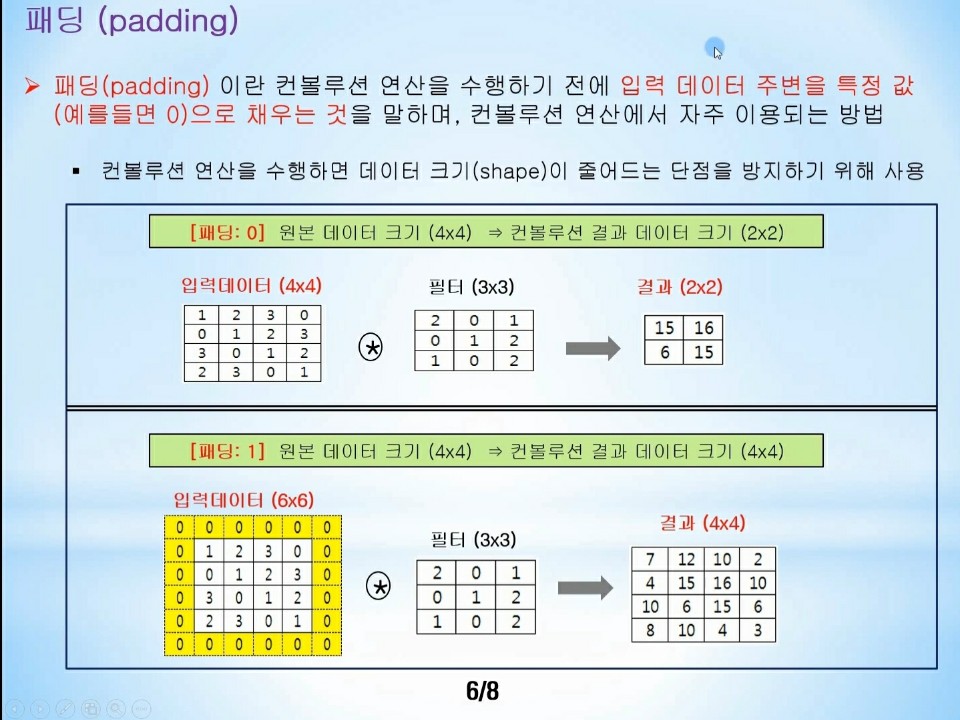 패딩 (padding)
➢ 패딩(padding) 이란 컨볼루션 연산을 수행하기 전에 입력 데이터 주변을 특정 값
(예를들면 0)으로 채우는 것을 말하며, 컨볼루션 연산에서 자주 이용되는 방법
▪ 컨볼루션 연산을 수행하면 데이터 크기(shape)이 줄어드는 단점을 방지하기 위해 사용
[패딩: 0] 원본 데이터 크기 (4x4) ⇒ 컨볼루션 결과 데이터 크기 (2x2)
입력데이터 (4x4)
1 2 3 0
0 1 2 3
3 0 1 2
2 3 0 1
필터 (3x3)
2 0 1
0 1 2
1 0 2
결과 (2x2)
15 16
6 15
[패딩: 1] 원본 데이터 크기 (4x4) ⇒ 컨볼루션 결과 데이터 크기 (4x4)
입력데이터 (6x6)
0 0 0 0 0 0
0 1 2 3 0 0
0 0 1 2 3 0
0 3 0 1 2 0
0 2 3 0 1 0
0 0 0 0 0 0
필터 (3x3)
2 0 1
0 1 2
1 0 2
결과 (4x4)
7 12 10 2
4 15 16 10
10 6 15 6
8 10 4 3
6/8